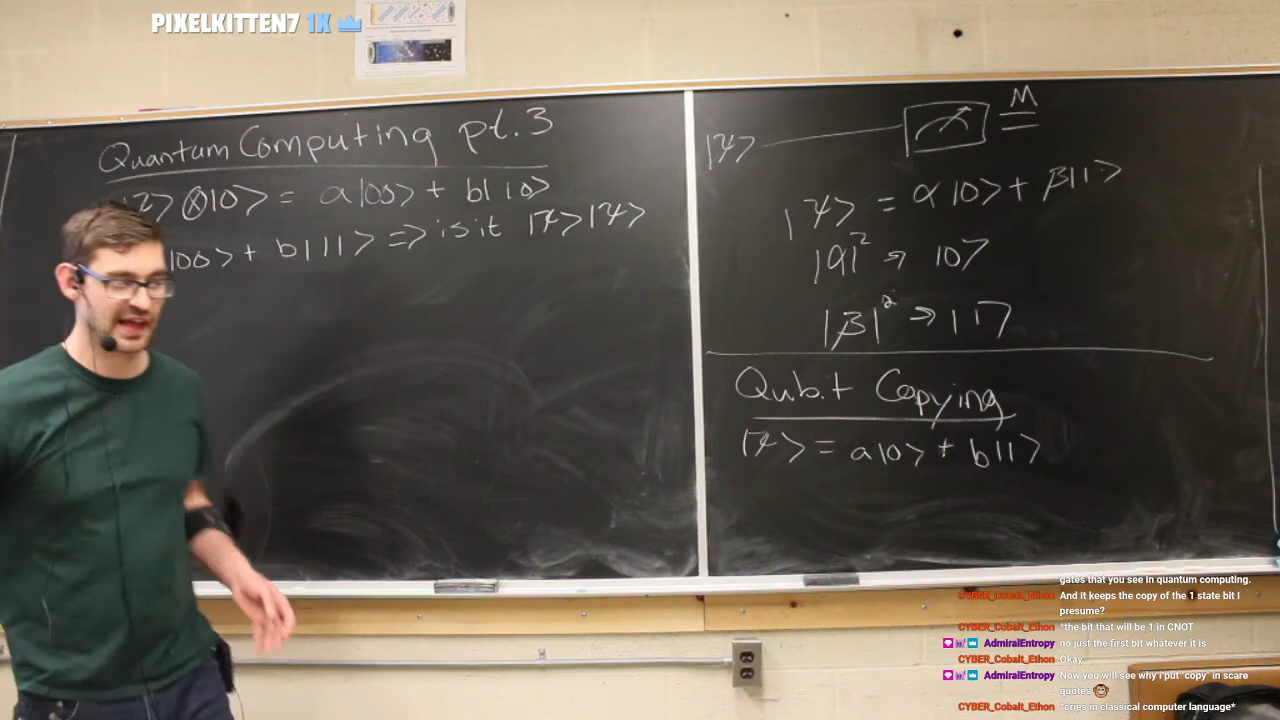 PIXELKITTEN7 1X
Quantum Computing pt.3
⊗|0> = a|00> + b|10>
|00> + b|11> => is it |ψ>|ψ>
M
|ψ>
|ψ> = α|0> + β|1>
|α|² → |0>
|β|² → |1>
Qubit Copying
|ψ> = a|0> + b|1>
gates that you see in quantum computing.
CYBER_Cobalt_Ethon And it keeps the copy of the 1 state bit I
presume?
CYBER_Cobalt_Ethon *the bit that will be 1 in CNOT
AdmiralEntropy no just the first bit whatever it is
CYBER_Cobalt_Ethon Okay
AdmiralEntropy Now you will see why I put "copy" in scare
quotes
CYBER_Cobalt_Ethon *cries in classical computer language*